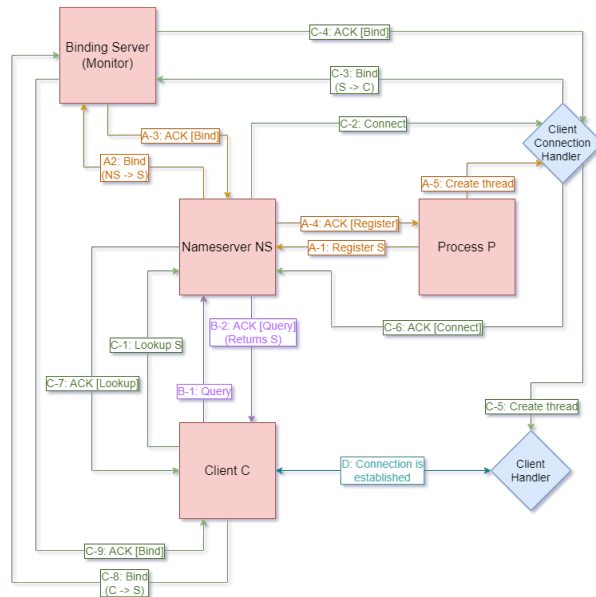 C-4: ACK [Bind]
Binding Server
(Monitor)
C-3: Bind
(S -> C)
C-2: Connect
Client
Connection
Handler
A-3: ACK [Bind]
A2: Bind
(NS -> S)
A-5: Create thread
A-4: ACK [Register]
Nameserver NS
A-1: Register S
Process P
B-2: ACK [Query]
(Returns S)
C-6: ACK [Connect]
C-1: Lookup S
C-7: ACK [Lookup]
B-1: Query
C-5: Create thread
Client C
D: Connection is
established
Client
Handler
C-9: ACK [Bind]
C-8: Bind
(C -> S)